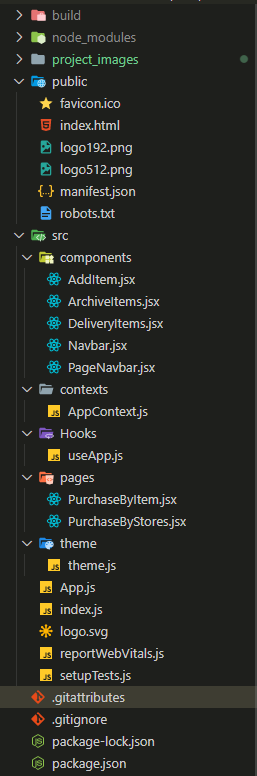 build
node_modules
project_images
public
favicon.ico
index.html
logo192.png
logo512.png
manifest.json
robots.txt
src
components
AddItem.jsx
ArchiveItems.jsx
DeliveryItems.jsx
Navbar.jsx
PageNavbar.jsx
contexts
AppContext.js
Hooks
useApp.js
pages
PurchaseByItem.jsx
PurchaseByStores.jsx
theme
theme.js
App.js
index.js
logo.svg
reportWebVitals.js
setupTests.js
.gitattributes
.gitignore
package-lock.json
package.json